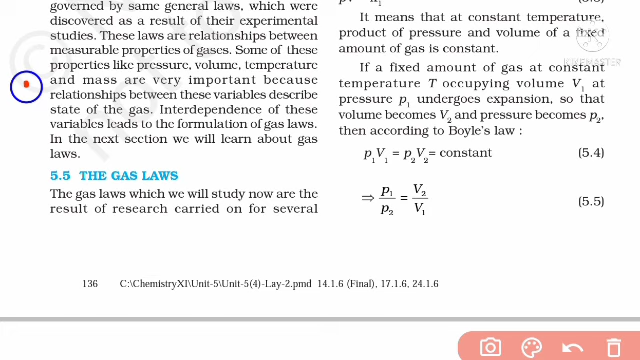 governed by same general laws, which were
discovered as a result of their experimental
studies. These laws are relationships between
measurable properties of gases. Some of these
properties like pressure, volume, temperature
and mass are very important because
relationships between these variables describe
state of the gas. Interdependence of these
variables leads to the formulation of gas laws.
In the next section we will learn about gas
laws.
5.5 THE GAS LAWS
The gas laws which we will study now are the
result of research carried on for several
It means that at constant temperature,
product of pressure and volume of a fixed
amount of gas is constant.
If a fixed amount of gas at constant
temperature T occupying volume V₁ at
pressure p₁ undergoes expansion, so that
volume becomes V₂ and pressure becomes p₂,
then according to Boyle's law :
p₁V₁ = p₂V₂= constant (5.4)
⇒ p₁/p₂ = V₂/V₁ (5.5)
136 C:\ChemistryXI\Unit-5\Unit-5(4)-Lay-2.pmd 14.1.6 (Final), 17.1.6, 24.1.6
KINEMASTER